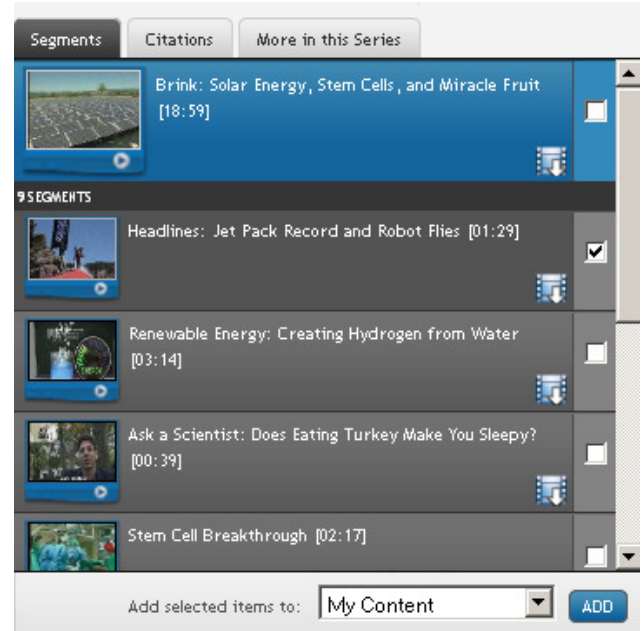 Segments Citations More in this Series
Brink: Solar Energy, Stem Cells, and Miracle Fruit
[18:59]
9 SEGMENTS
Headlines: Jet Pack Record and Robot Flies [01:29]
Renewable Energy: Creating Hydrogen from Water
[03:14]
Ask a Scientist: Does Eating Turkey Make You Sleepy?
[00:39]
Stem Cell Breakthrough [02:17]
Add selected items to: My Content ADD